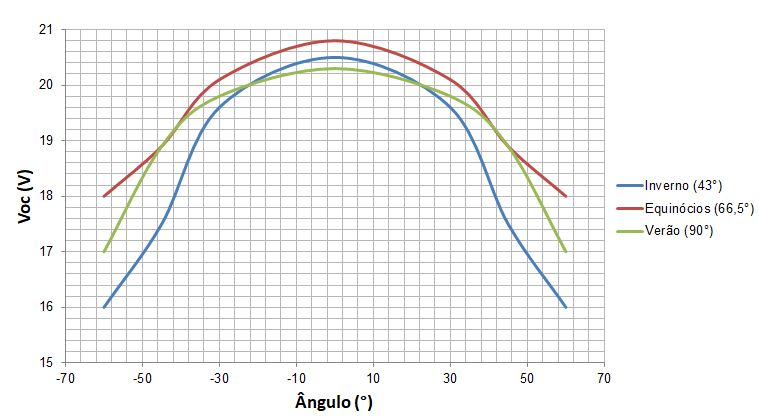 21
20
19
18
17
16
15
Voc (V)
-70 -50 -30 -10 10 30 50 70
Ângulo (°)
Inverno (43°)
Equinócios (66,5°)
Verão (90°)